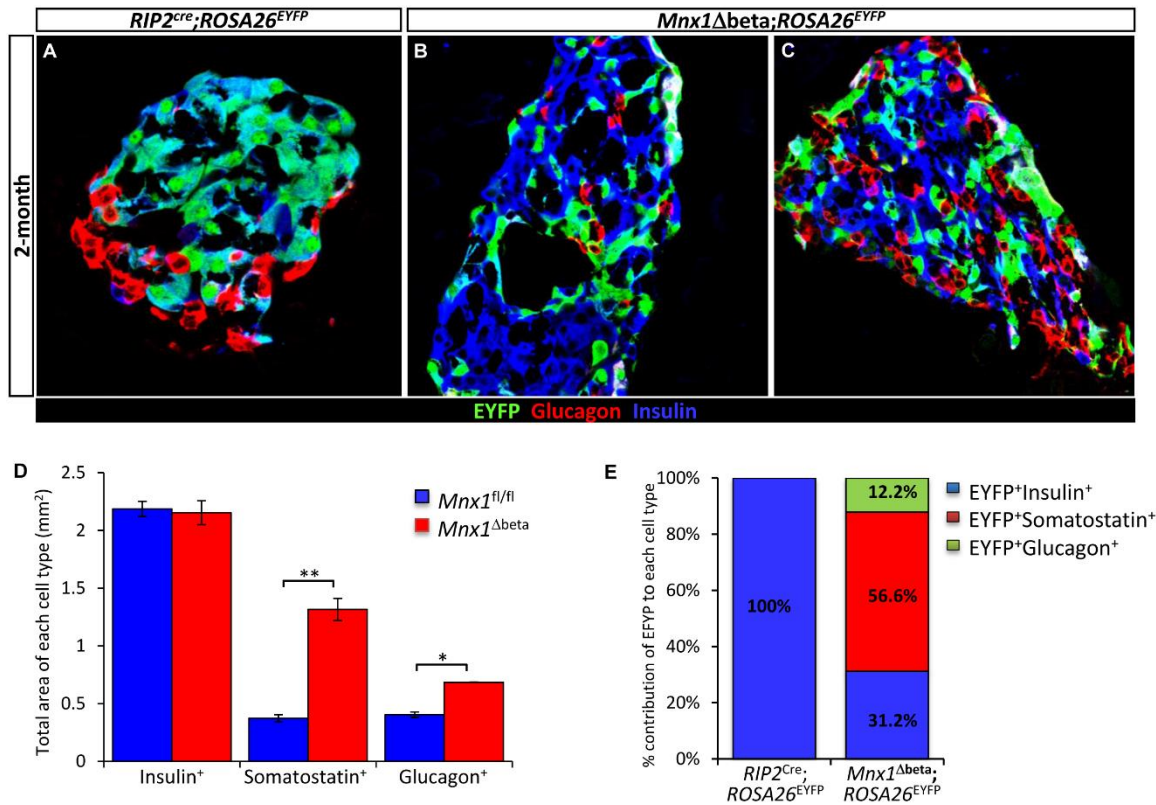 RIP2cre;ROSA26EYFP
Mnx1Δbeta;ROSA26EYFP
2-month
A
B
C
EYFP Glucagon Insulin
D
Total area of each cell type (mm2)
2.5
2
1.5
1
0.5
0
Mnx1fl/fl
Mnx1Δbeta
**
*
Insulin+
Somatostatin+
Glucagon+
E
% contribution of EFYP to each cell type
100%
80%
60%
40%
20%
0%
100%
12.2%
56.6%
31.2%
EYFP+Insulin+
EYFP+Somatostatin+
EYFP+Glucagon+
RIP2Cre;
ROSA26EYFP
Mnx1Δbeta;
ROSA26EYFP